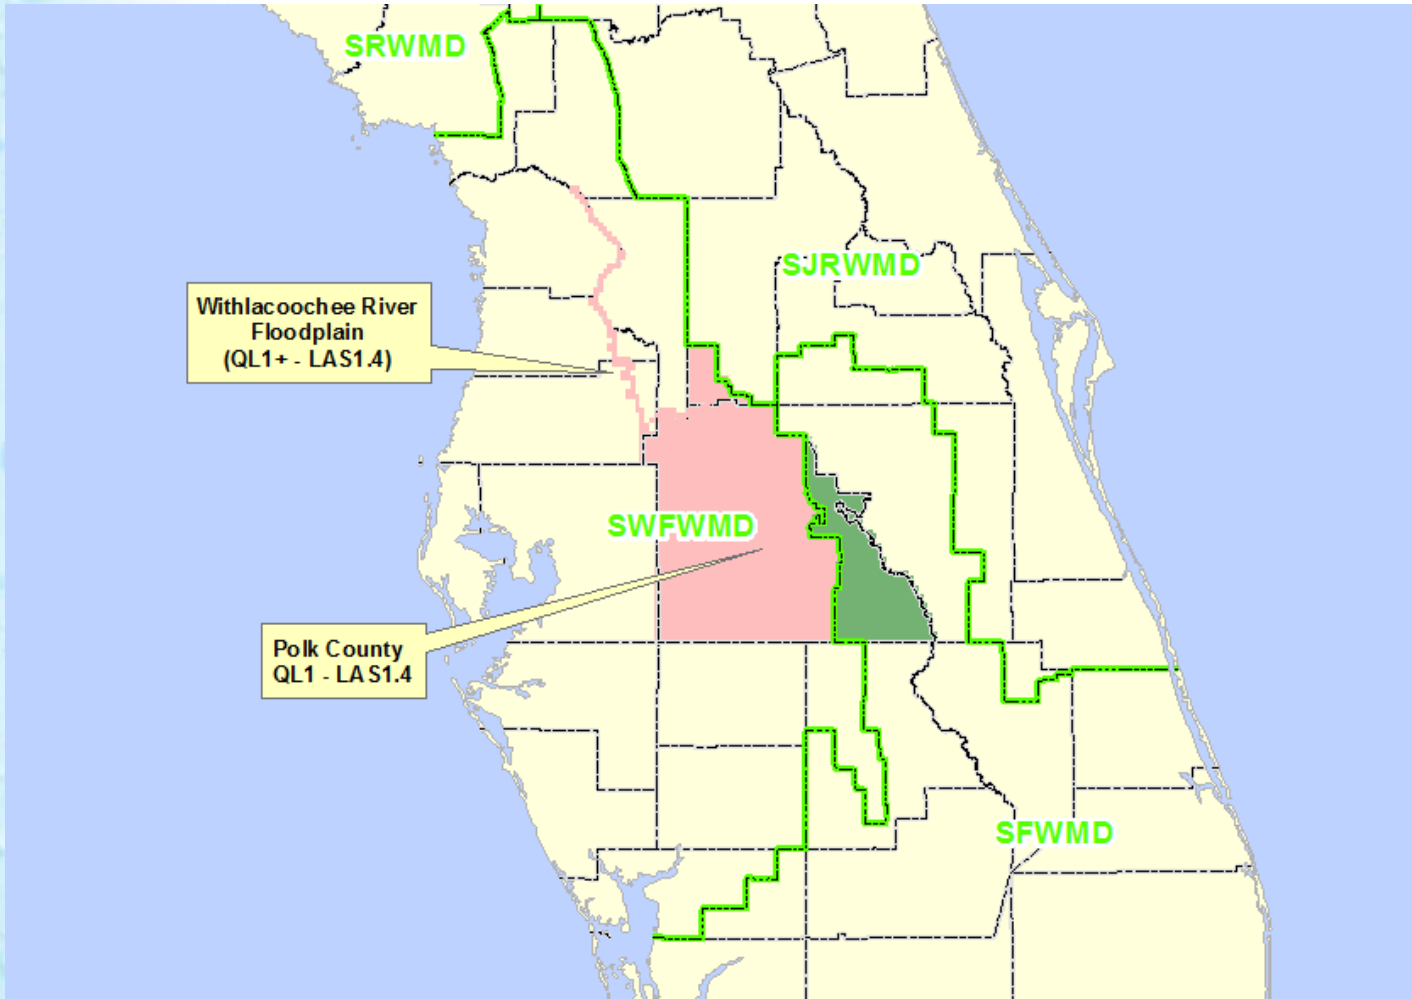 SRWMD
SJRWMD
Withlacoochee River
Floodplain
(QL1+ - LAS1.4)
SWFWMD
Polk County
QL1 - LAS1.4
SFWMD